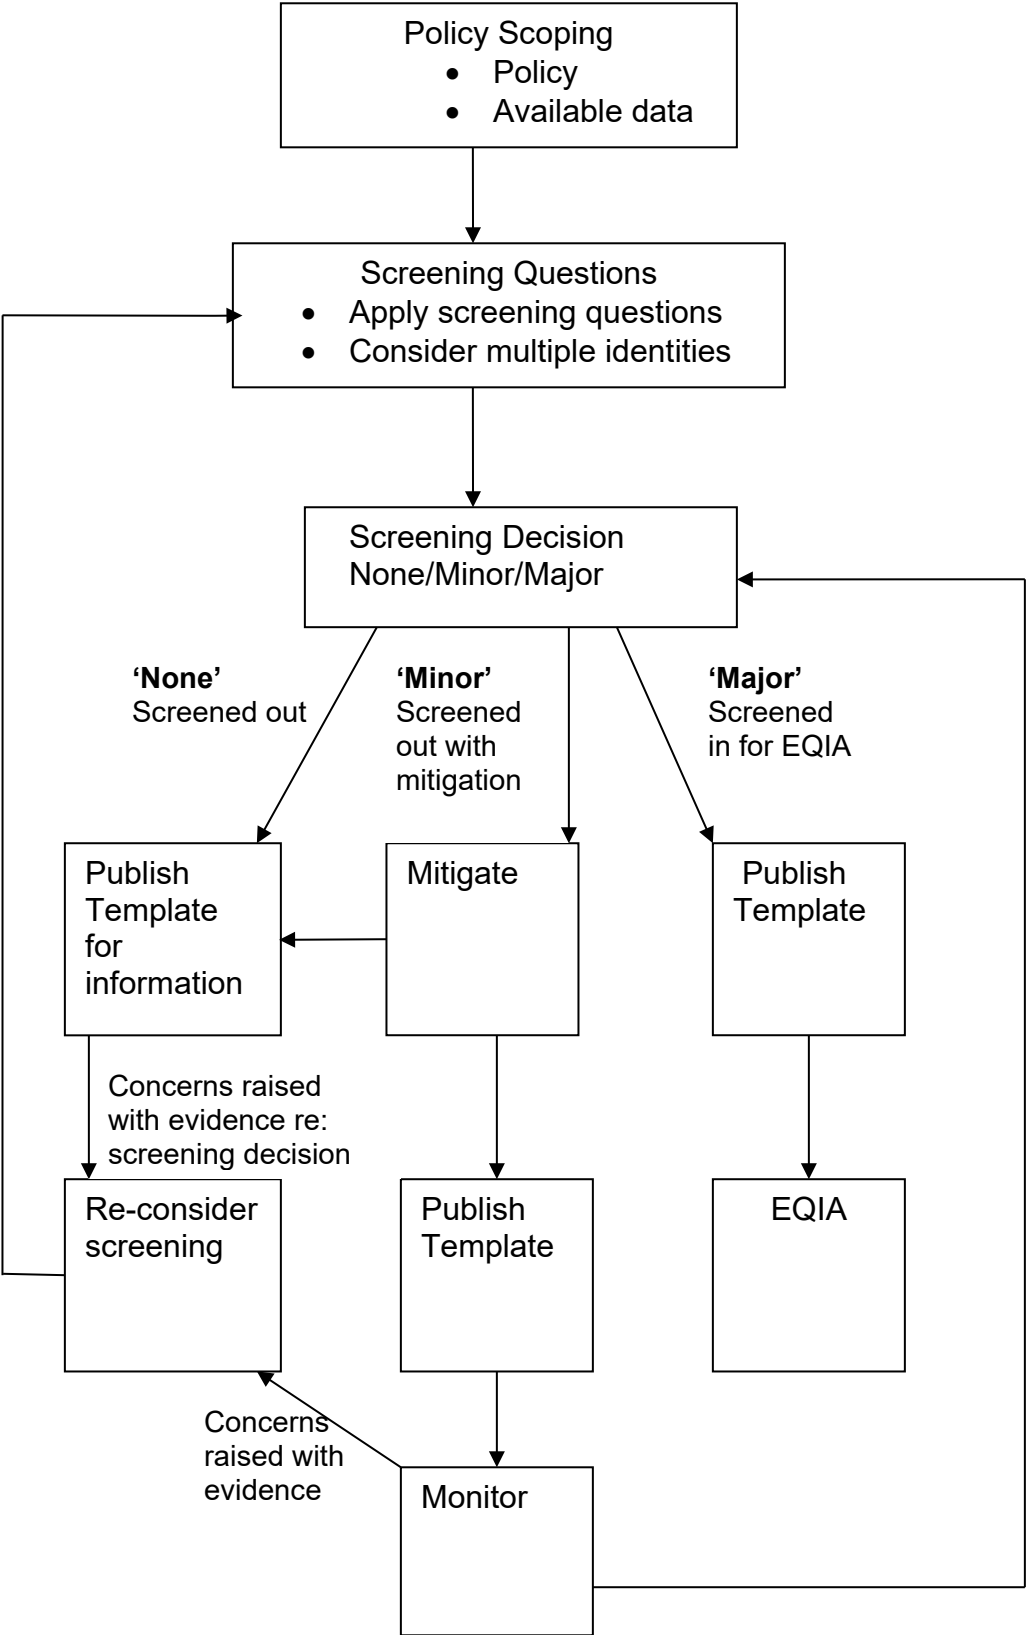 Policy Scoping
• Policy
• Available data
Screening Questions
• Apply screening questions
• Consider multiple identities
Screening Decision
None/Minor/Major
‘None’
Screened out
‘Minor’
Screened
out with
mitigation
‘Major’
Screened
in for EQIA
Publish
Template
for
information
Mitigate
Publish
Template
Concerns raised
with evidence re:
screening decision
Re-consider
screening
Publish
Template
EQIA
Concerns
raised with
evidence
Monitor